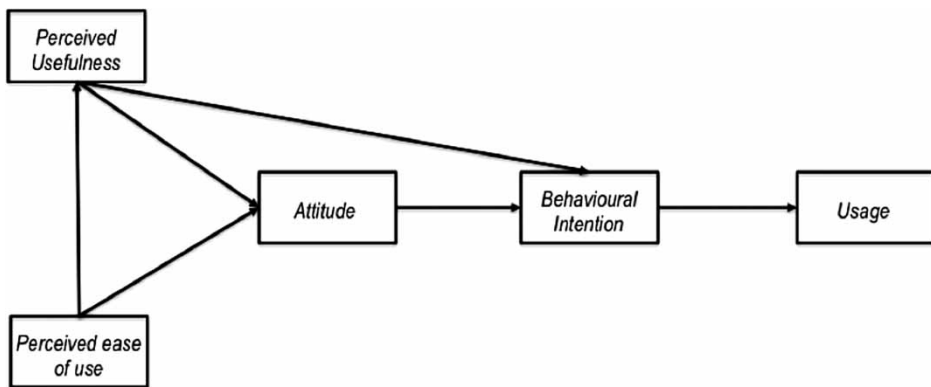 Perceived
Usefulness
Attitude
Behavioural
Intention
Usage
Perceived ease
of use